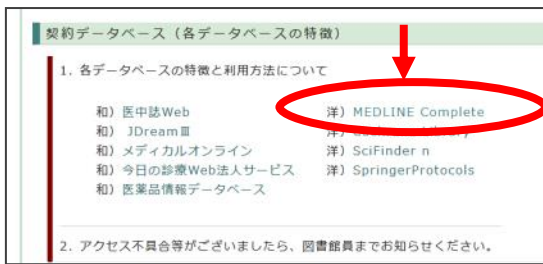 契約データベース（各データベースの特徴）
1. 各データベースの特徴と利用方法について
和）医中誌Web
洋）MEDLINE Complete
和）JDreamⅢ
洋）
和）メディカルオンライン
洋）SciFinder n
和）今日の診療Web法人サービス
洋）SpringerProtocols
和）医薬品情報データベース
2. アクセス不具合等がございましたら、図書館員までお知らせください。